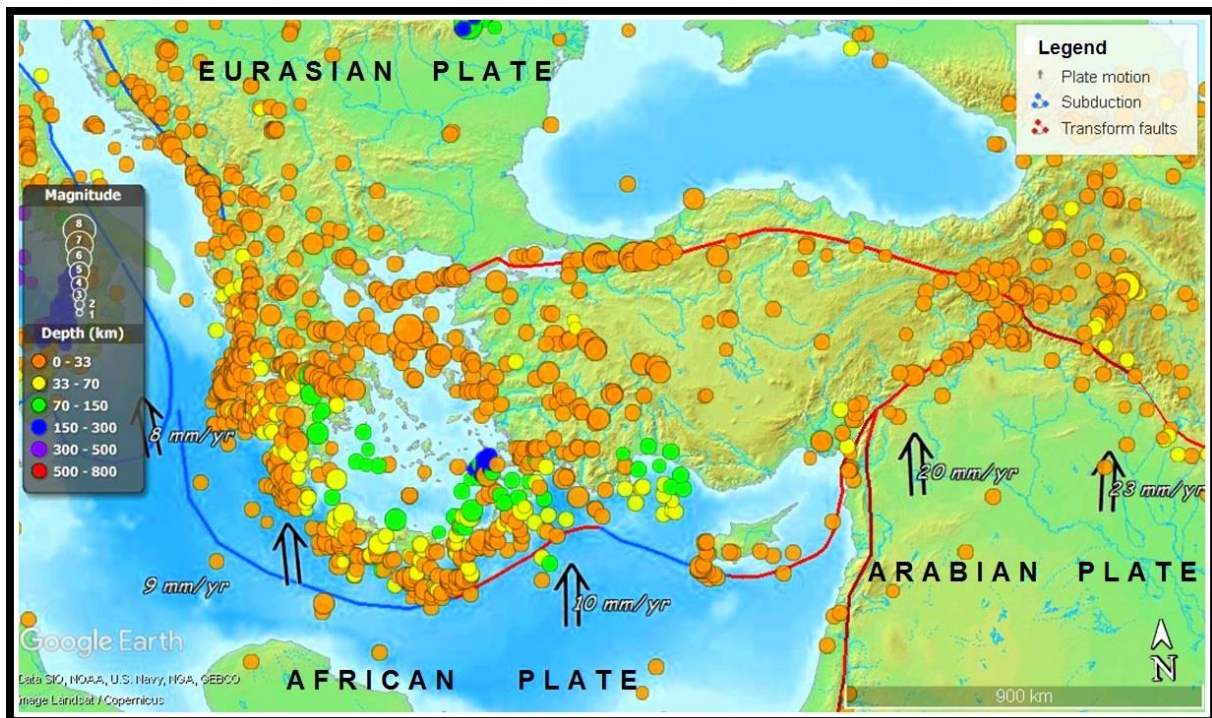 EURASIAN PLATE
Legend
Plate motion
Subduction
Transform faults
Magnitude
8
7
6
5
4
3
2
1
Depth (km)
0 - 33
33 - 70
70 - 150
150 - 300
300 - 500
500 - 800
8 mm/yr
20 mm/yr
23 mm/yr
9 mm/yr
10 mm/yr
ARABIAN PLATE
Google Earth
Data SIO, NOAA, U.S. Navy, NGA, GEBCO
Image Landsat / Copernicus
AFRICAN PLATE
N
900 km